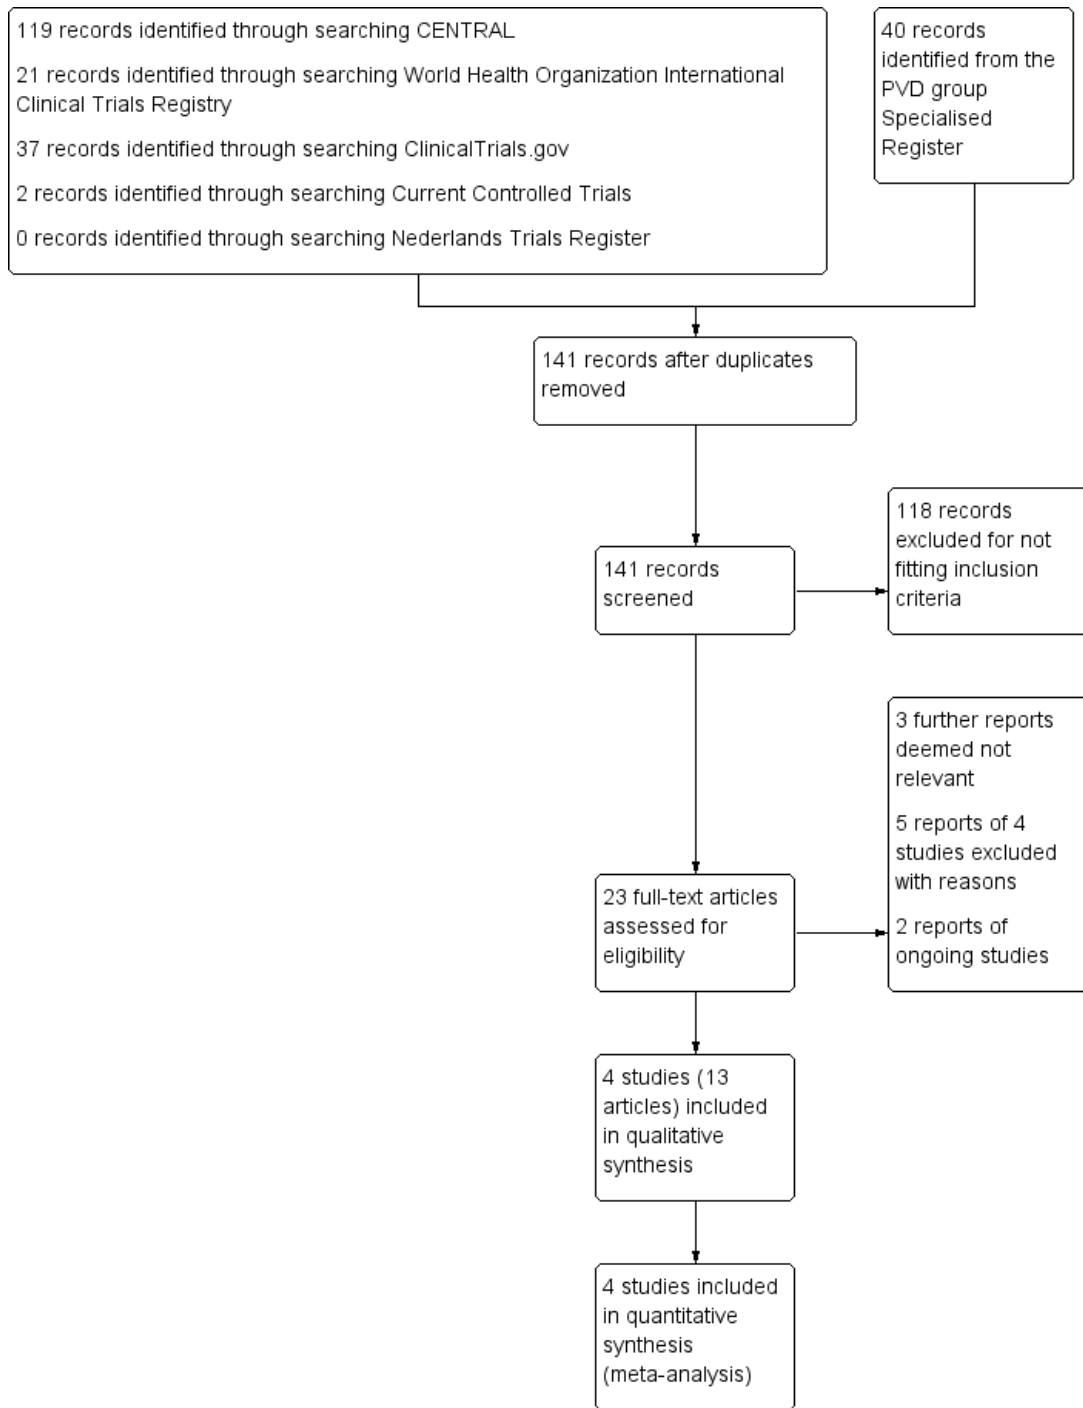 119 records identified through searching CENTRAL
21 records identified through searching World Health Organization International
Clinical Trials Registry
37 records identified through searching ClinicalTrials.gov
2 records identified through searching Current Controlled Trials
0 records identified through searching Nederlands Trials Register
40 records
identified from the
PVD group
Specialised
Register
141 records after duplicates
removed
118 records
excluded for not
fitting inclusion
criteria
141 records
screened
3 further reports
deemed not
relevant
5 reports of 4
studies excluded
with reasons
2 reports of
ongoing studies
23 full-text articles
assessed for
eligibility
4 studies (13
articles) included
in qualitative
synthesis
4 studies included
in quantitative
synthesis
(meta-analysis)